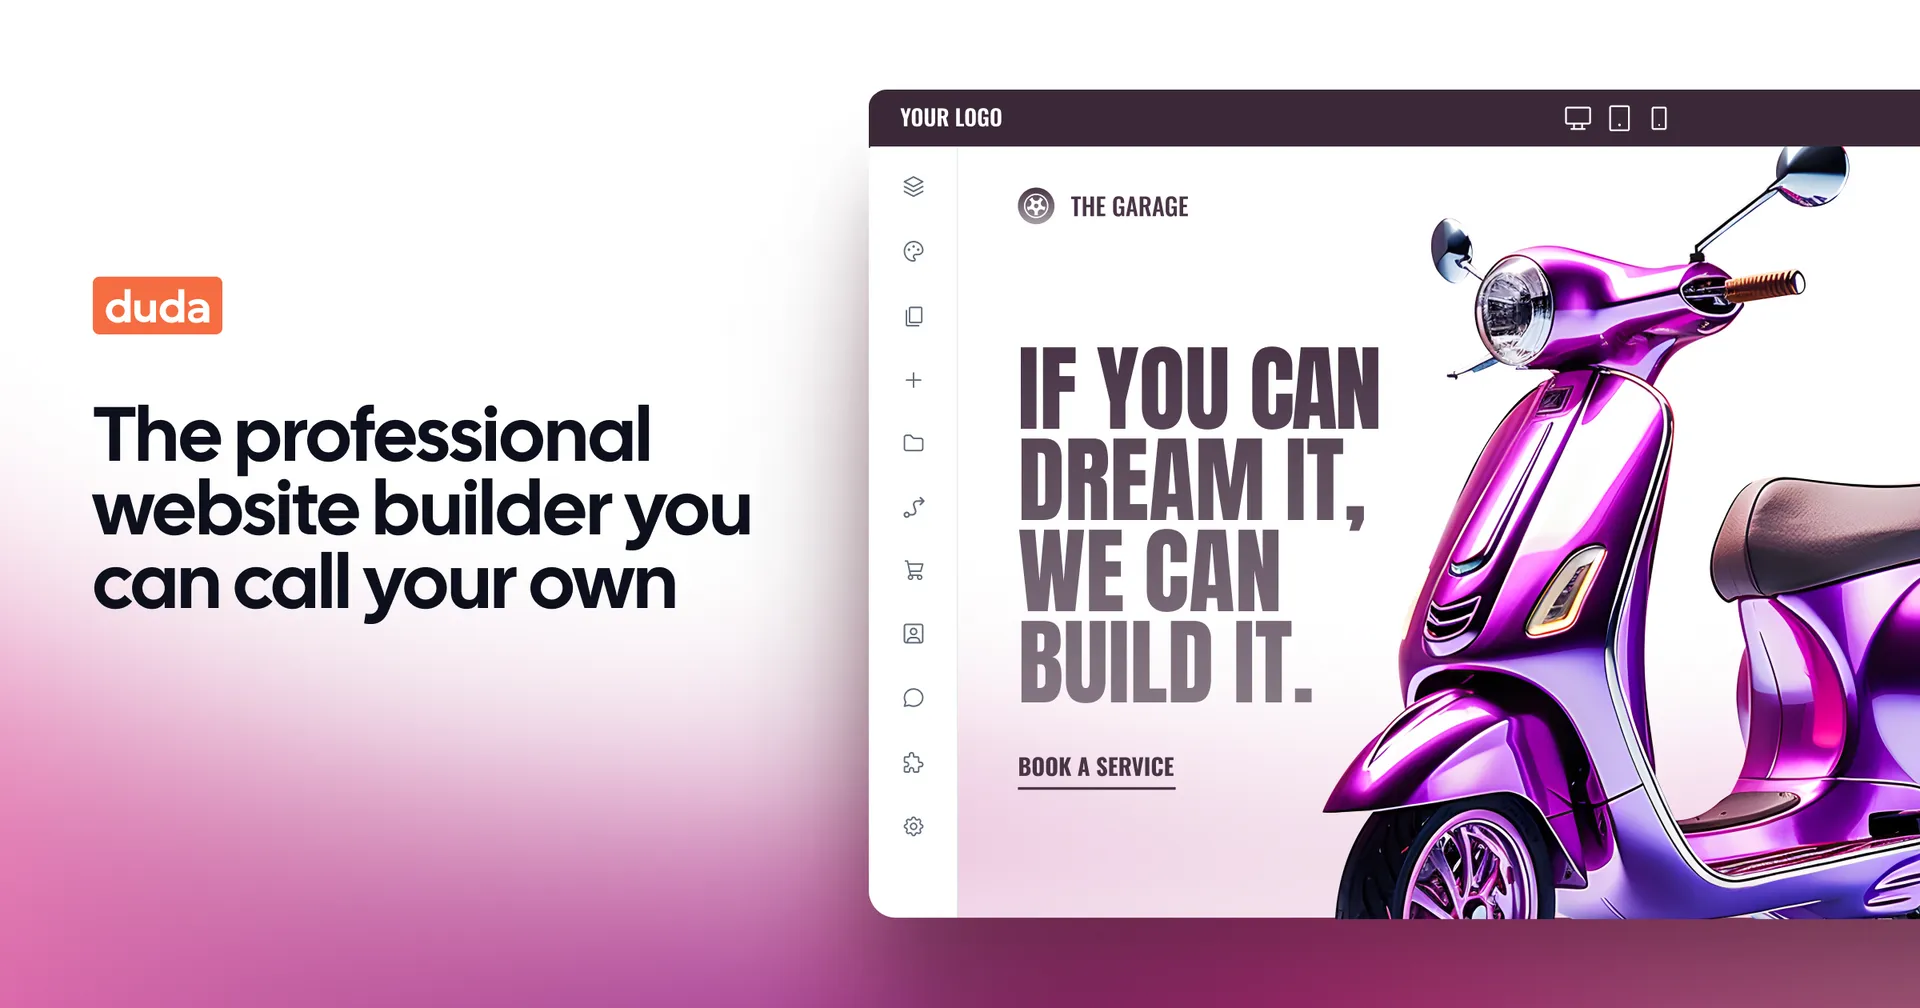 duda
The professional
website builder you
can call your own
YOUR LOGO
THE GARAGE
IF YOU CAN
DREAM IT,
WE CAN
BUILD IT.
BOOK A SERVICE